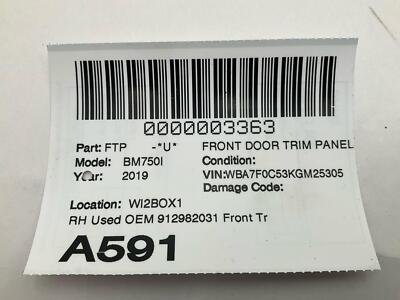 0000003363
Part: FTP -*U* FRONT DOOR TRIM PANEL
Model: BM750I Condition:
Year: 2019 VIN:WBA7F0C53KGM25305
Damage Code:
Location: WI2BOX1
RH Used OEM 912982031 Front Tr
A591